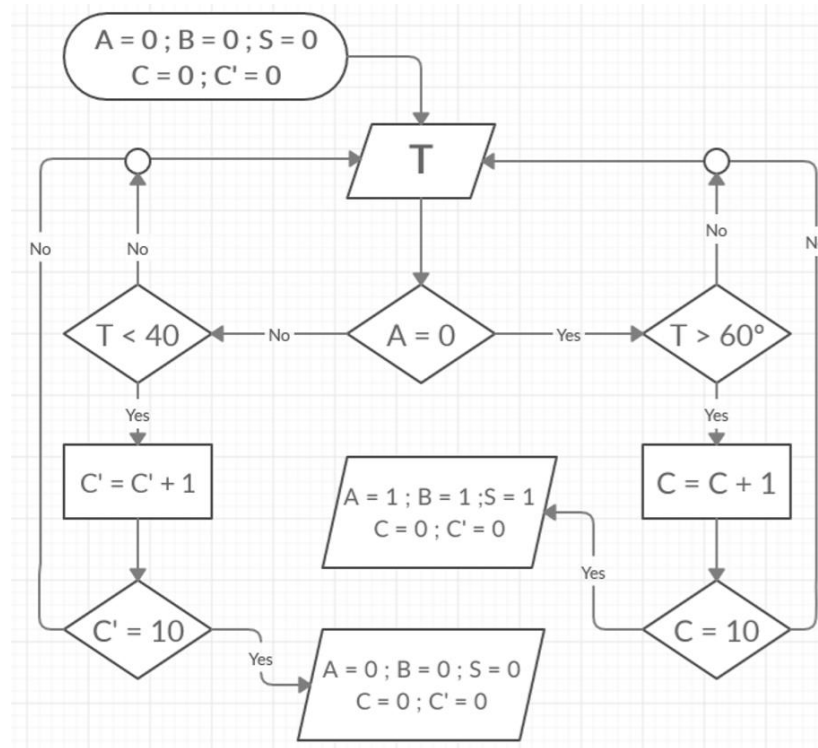 A = 0 ; B = 0 ; S = 0
C = 0 ; C' = 0
T
No
No
No
N
T < 40
No
A = 0
Yes
T > 60º
Yes
Yes
C' = C' + 1
A = 1 ; B = 1 ;S = 1
C = 0 ; C' = 0
C = C + 1
Yes
C' = 10
Yes
A = 0 ; B = 0 ; S = 0
C = 0 ; C' = 0
C = 10